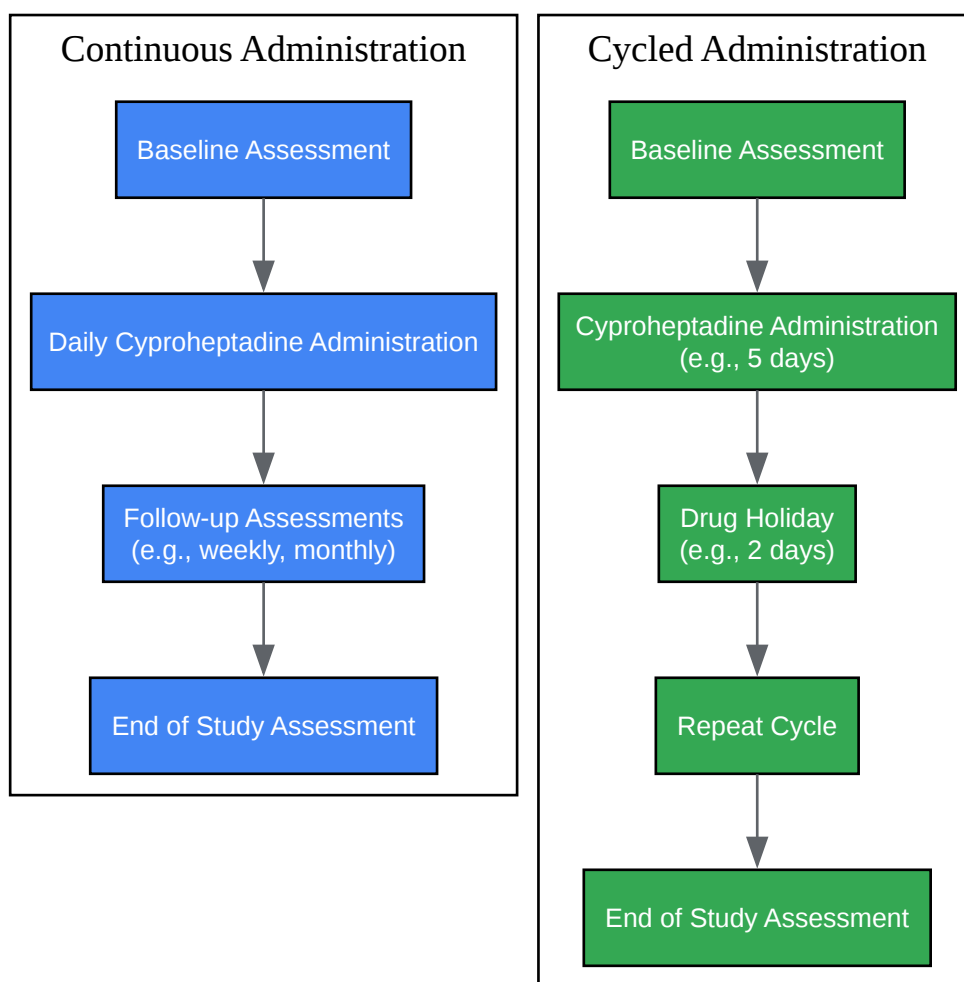 Continuous Administration
Baseline Assessment
Daily Cyproheptadine Administration
Follow-up Assessments
(e.g., weekly, monthly)
End of Study Assessment
Cycled Administration
Baseline Assessment
Cyproheptadine Administration
(e.g., 5 days)
Drug Holiday
(e.g., 2 days)
Repeat Cycle
End of Study Assessment